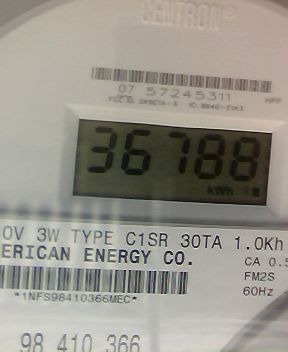 CENTRON®
07 57245311
36788
kWh
0V 3W TYPE C1SR 30TA 1.0Kh
ERICAN ENERGY CO.
CA 0.5
FM2S
*1NFS98410366MEC*
60Hz
98 410 366